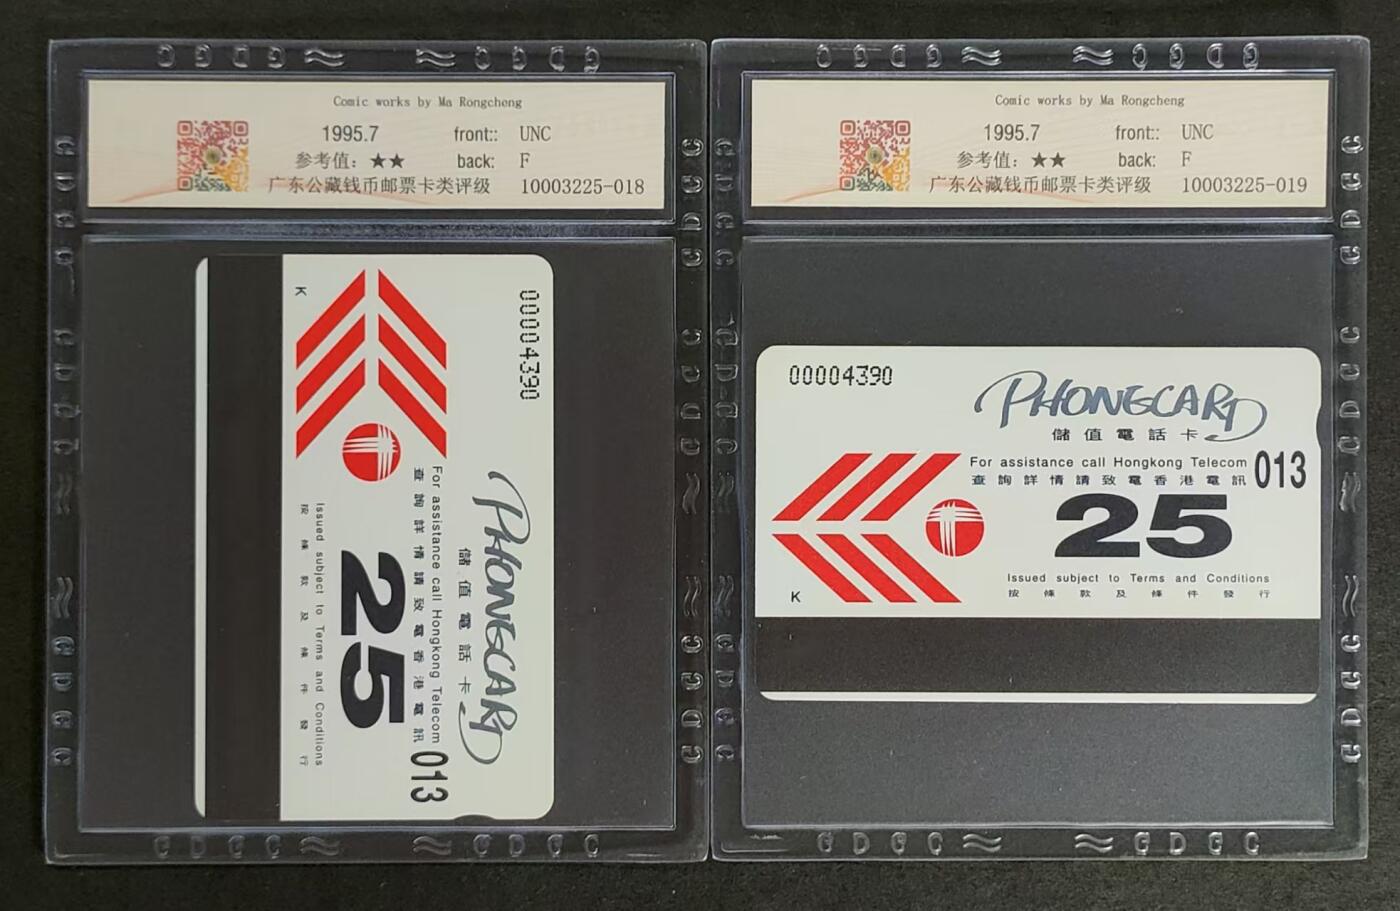 Comic works by Ma Rongcheng
1995.7 front:: UNC
参考值：★★ back: F
广东公藏钱币邮票卡类评级 10003225-018
00004390
PHONECARD
儲值電話卡
For assistance call Hongkong Telecom
查詢詳情請致電香港電訊 013
25
Issued subject to Terms and Conditions
按條款及條件發行
K
Comic works by Ma Rongcheng
1995.7 front:: UNC
参考值：★★ back: F
广东公藏钱币邮票卡类评级 10003225-019
00004390
PHONECARD
儲值電話卡
For assistance call Hongkong Telecom
查詢詳情請致電香港電訊 013
25
Issued subject to Terms and Conditions
按條款及條件發行
K